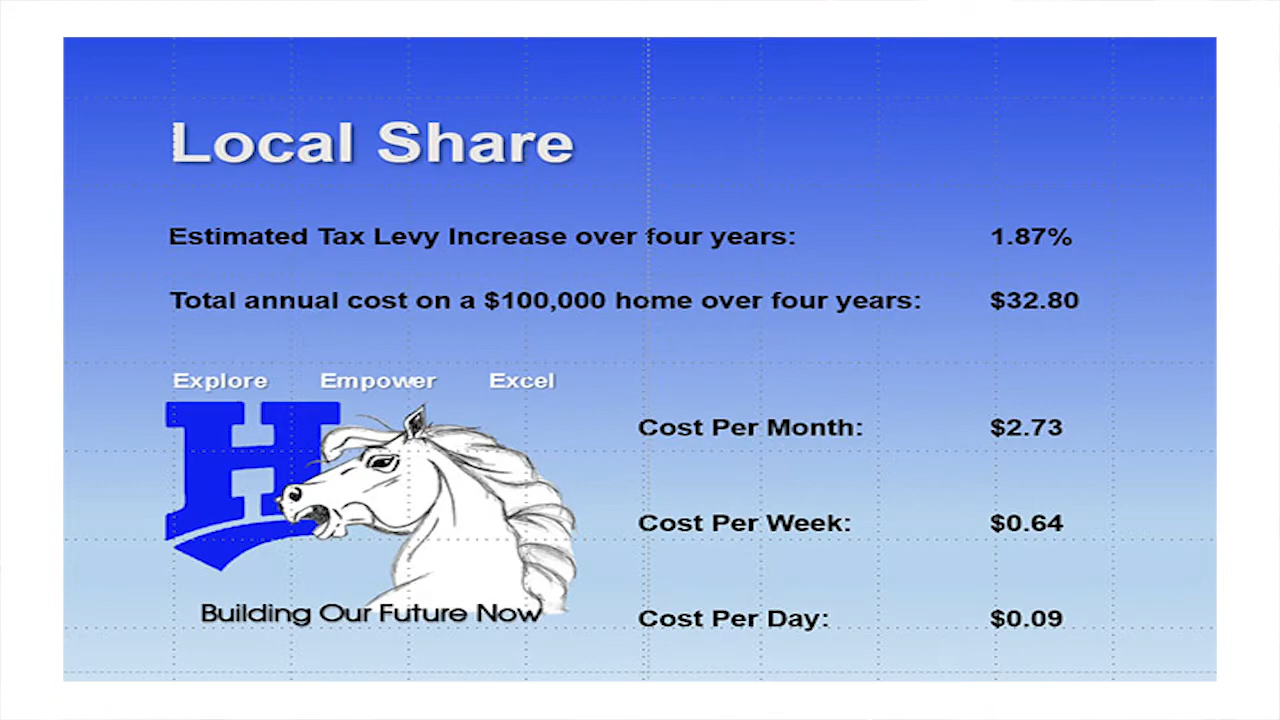 Local Share
Estimated Tax Levy Increase over four years: 1.87%
Total annual cost on a $100,000 home over four years: $32.80
Explore Empower Excel
H
Cost Per Month: $2.73
Cost Per Week: $0.64
Building Our Future Now
Cost Per Day: $0.09